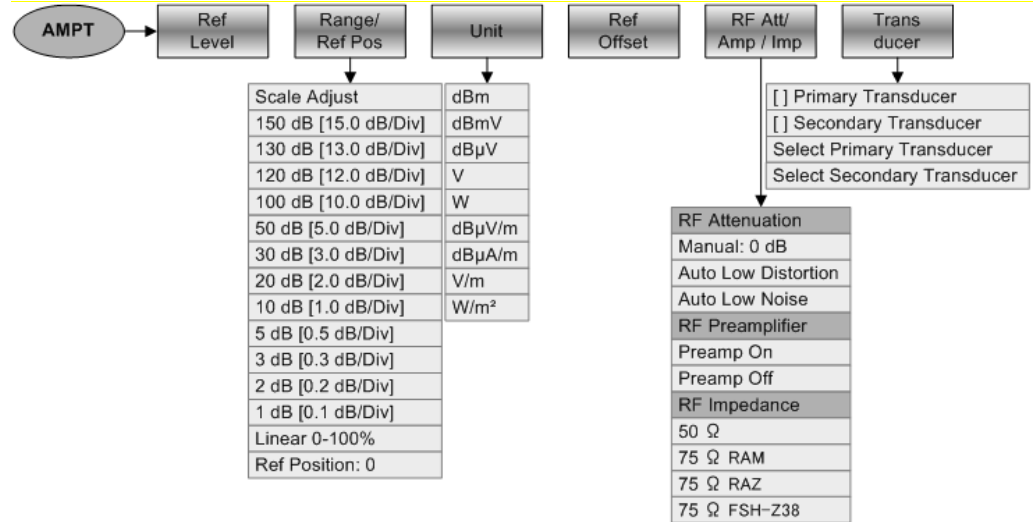 AMPT
Ref
Level
Range/
Ref Pos
Unit
Ref
Offset
RF Att/
Amp / Imp
Trans
ducer
Scale Adjust
150 dB [15.0 dB/Div]
130 dB [13.0 dB/Div]
120 dB [12.0 dB/Div]
100 dB [10.0 dB/Div]
50 dB [5.0 dB/Div]
30 dB [3.0 dB/Div]
20 dB [2.0 dB/Div]
10 dB [1.0 dB/Div]
5 dB [0.5 dB/Div]
3 dB [0.3 dB/Div]
2 dB [0.2 dB/Div]
1 dB [0.1 dB/Div]
Linear 0-100%
Ref Position: 0
dBm
dBmV
dBµV
V
W
dBµV/m
dBµA/m
V/m
W/m²
[ ] Primary Transducer
[ ] Secondary Transducer
Select Primary Transducer
Select Secondary Transducer
RF Attenuation
Manual: 0 dB
Auto Low Distortion
Auto Low Noise
RF Preamplifier
Preamp On
Preamp Off
RF Impedance
50 Ω
75 Ω RAM
75 Ω RAZ
75 Ω FSH-Z38